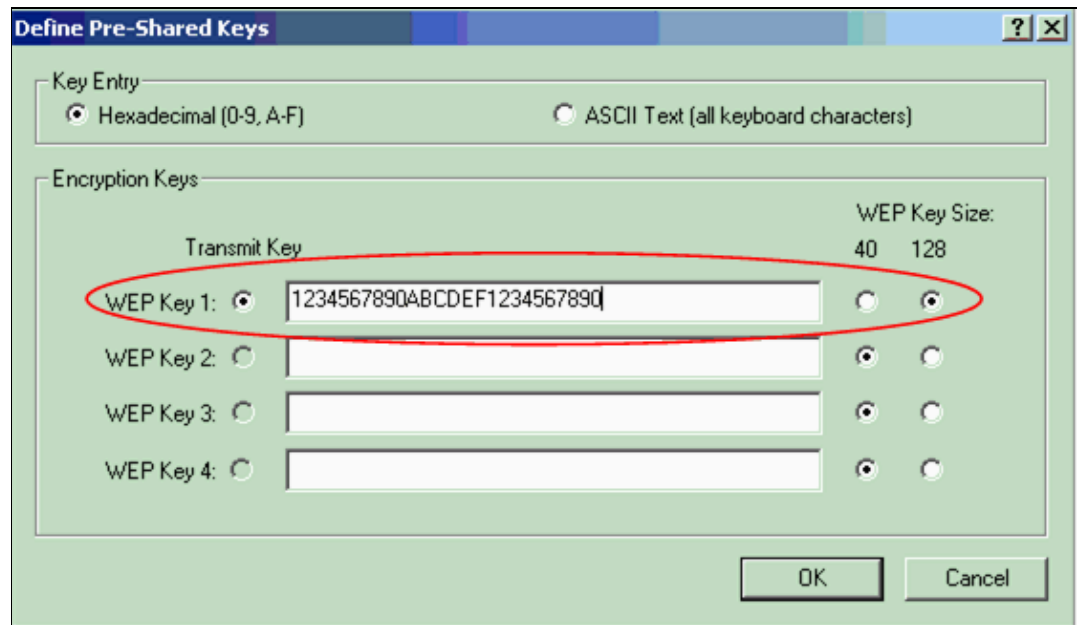 Define Pre-Shared Keys
Key Entry
Hexadecimal (0-9, A-F) ASCII Text (all keyboard characters)
Encryption Keys
WEP Key Size:
Transmit Key 40 128
WEP Key 1: 1234567890ABCDEF1234567890
WEP Key 2:
WEP Key 3:
WEP Key 4:
OK Cancel